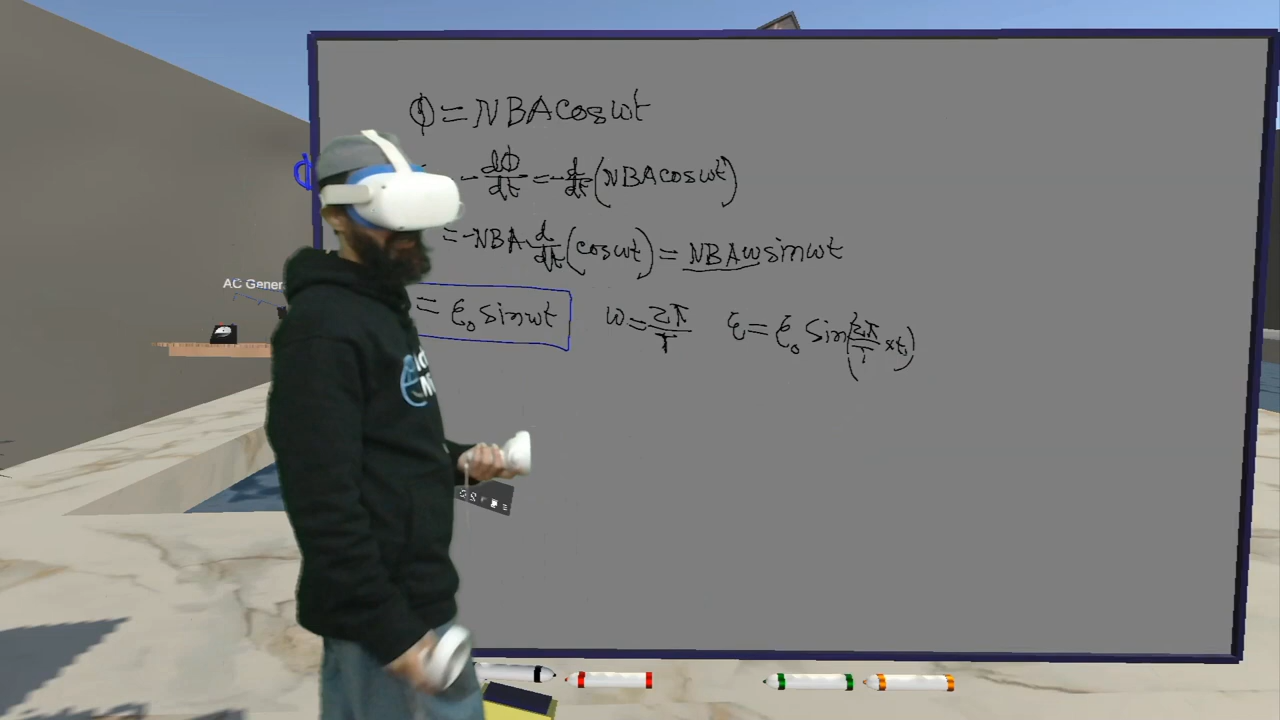 Φ = NBA cos ωt
- dΦ/dt = - d/dt (NBA cos ωt)
= -NBA d/dt (cos ωt) = NBAω sin ωt
= ε₀ sin ωt ω = 2π/T ε = ε₀ Sin(2π/T × t)
Φ
AC Gener